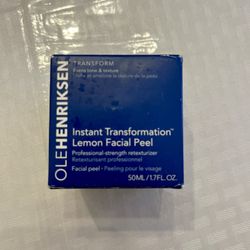 OLEHENRIKSEN
TRANSFORM
Evens tone & texture
Instant Transformation™
Lemon Facial Peel
Professional-strength retexturizer
Retexturisant professionnel
Facial peel • Peeling pour le visage
50ML / 1.7FL. OZ.